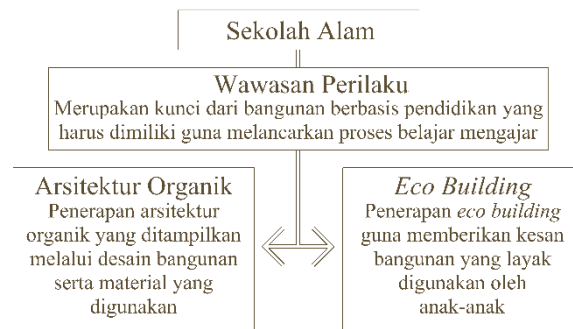 Sekolah Alam
Wawasan Perilaku
Merupakan kunci dari bangunan berbasis pendidikan yang
harus dimiliki guna melancarkan proses belajar mengajar
Arsitektur Organik
Penerapan arsitektur
organik yang ditampilkan
melalui desain bangunan
serta material yang
digunakan
Eco Building
Penerapan eco building
guna memberikan kesan
bangunan yang layak
digunakan oleh
anak-anak